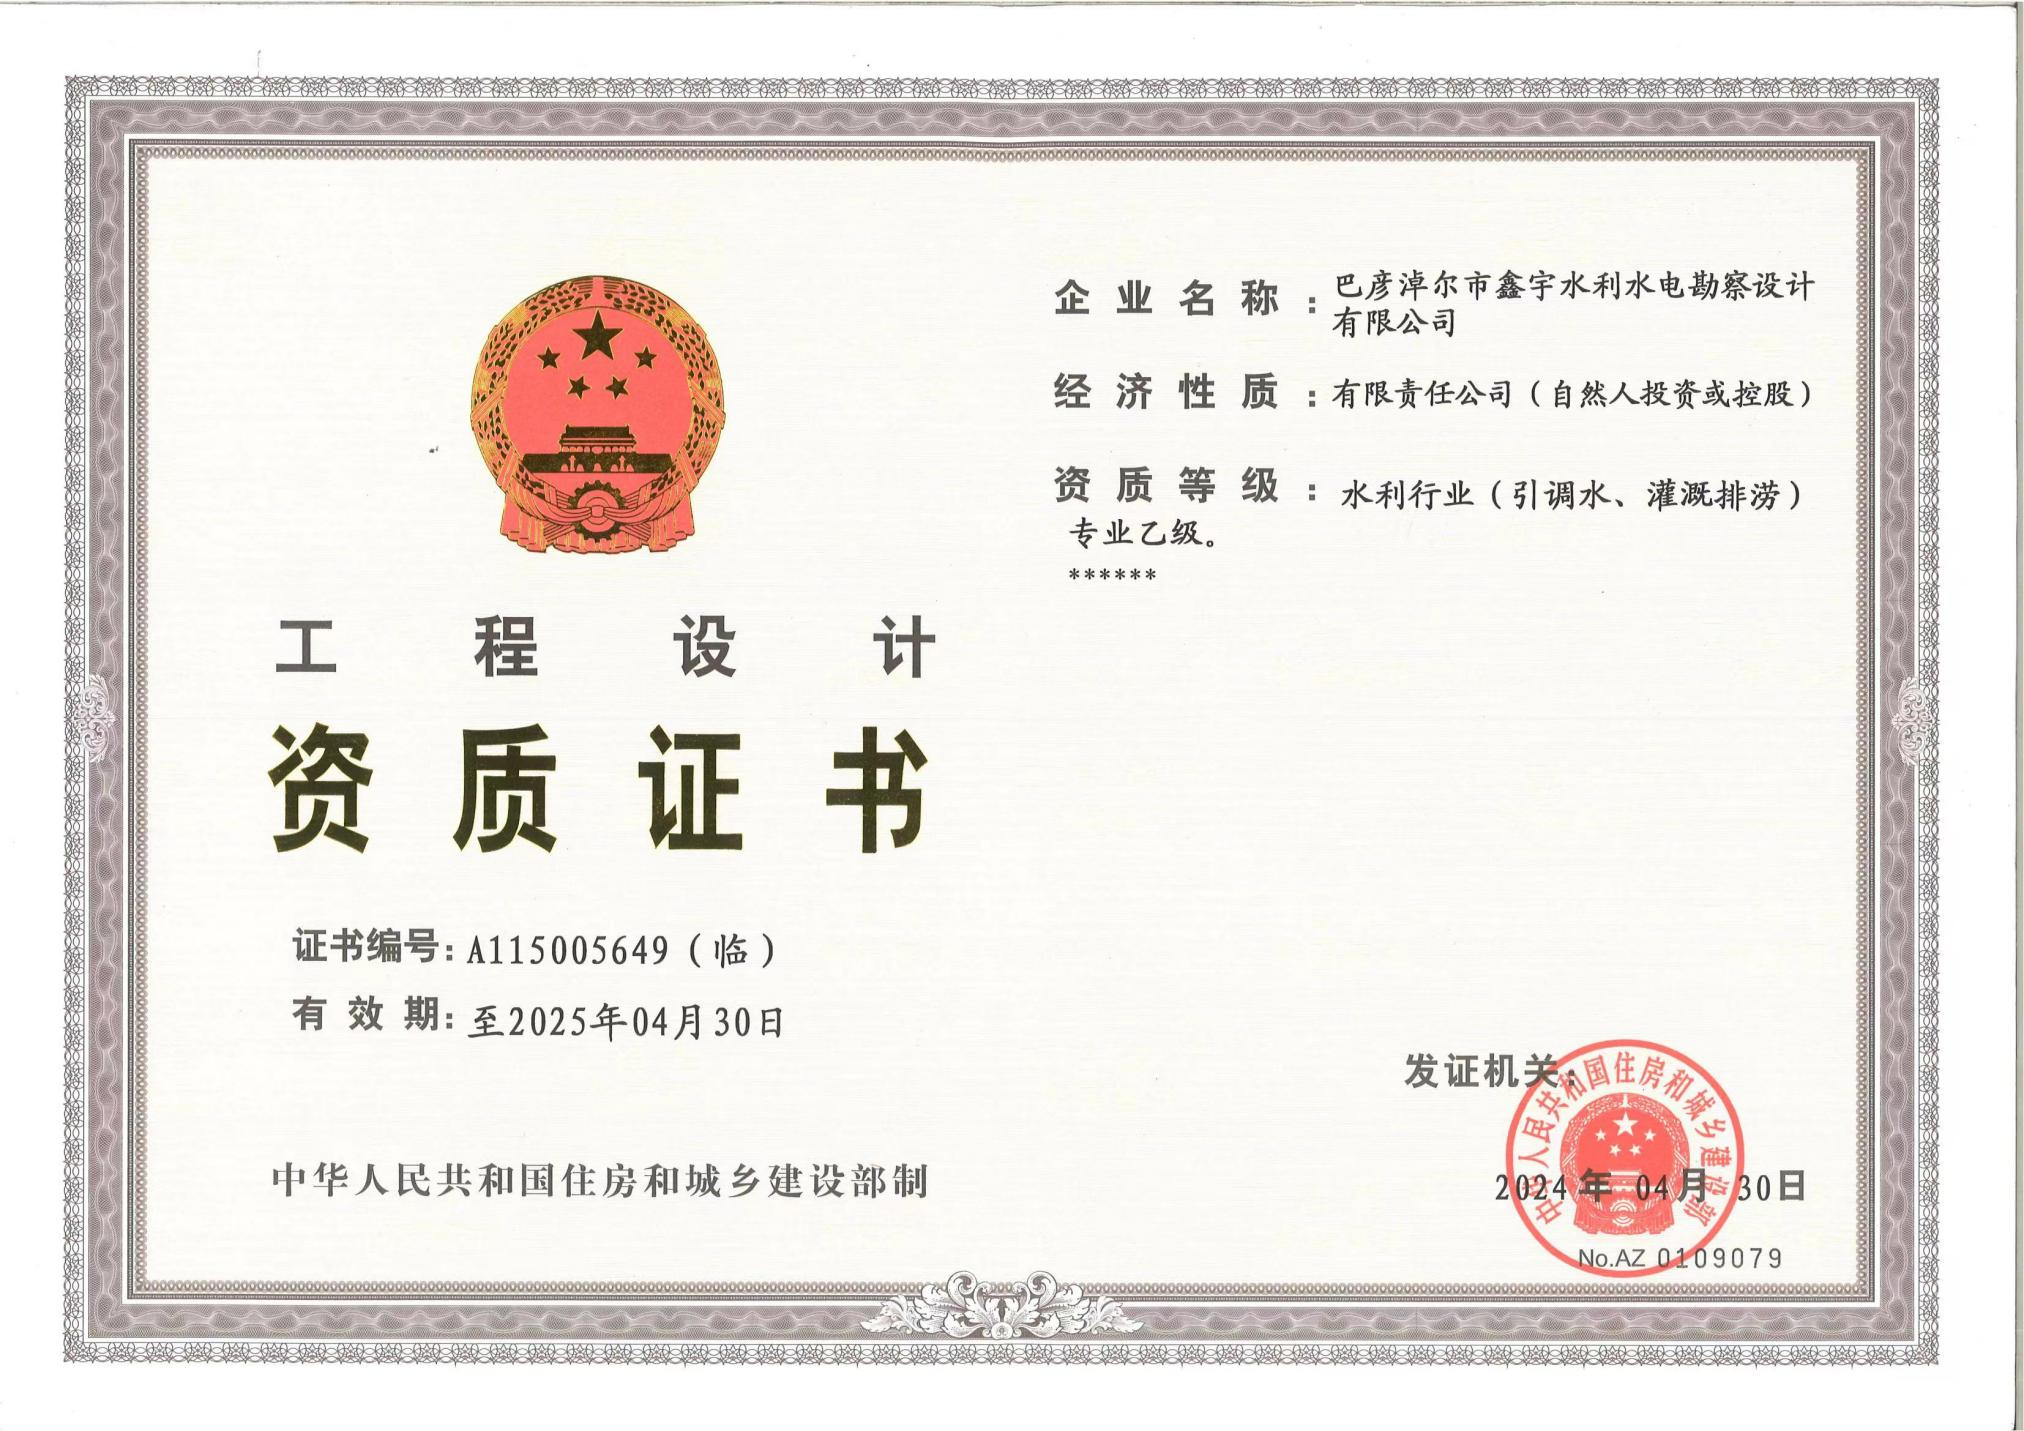 工程设计
资质证书
证书编号：A115005649（临）
有效期：至2025年04月30日
中华人民共和国住房和城乡建设部制
企业名称：巴彦淖尔市鑫宇水利水电勘察设计
有限公司
经济性质：有限责任公司（自然人投资或控股）
资质等级：水利行业（引调水、灌溉排涝）
专业乙级。
******
发证机关：
中华人民共和国住房和城乡建设部
2024年04月30日
No.AZ 0109079